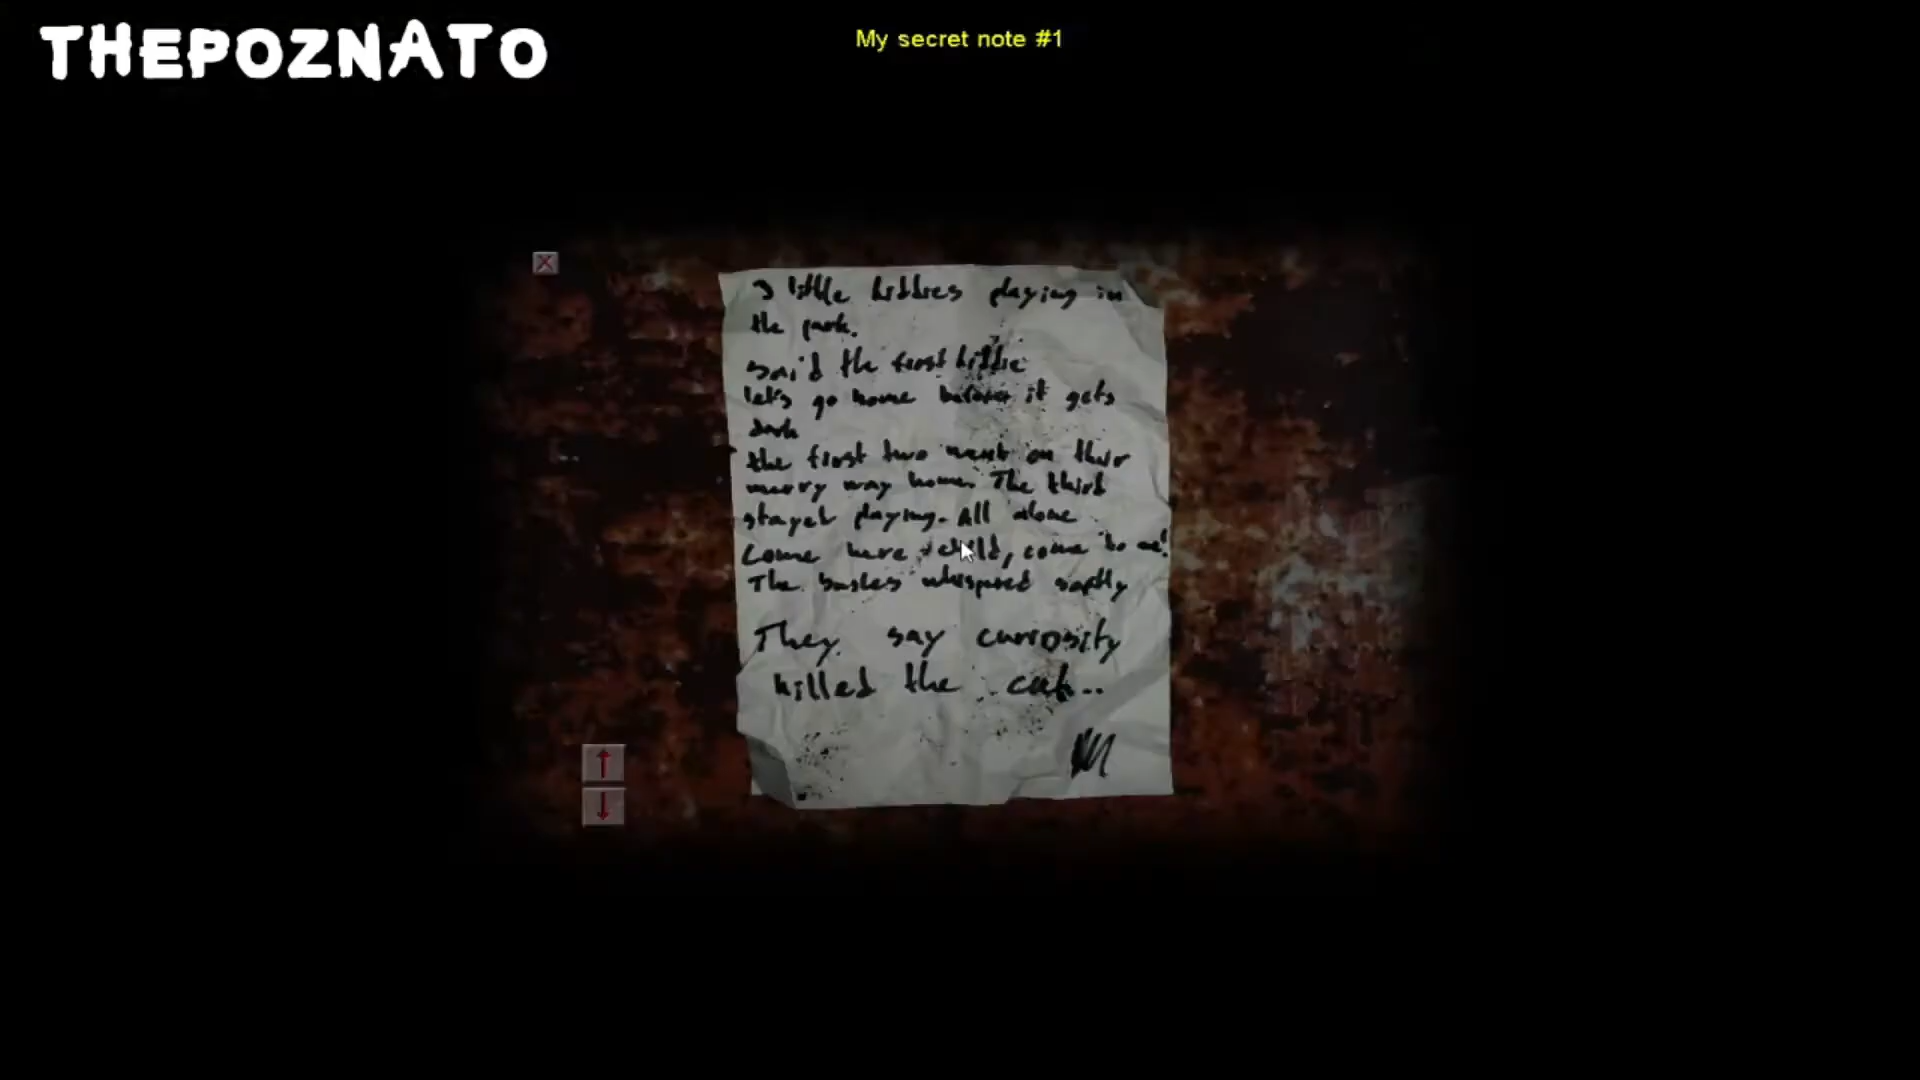 THEPOZNATO
My secret note #1
3 little kiddies playing in
the park.
said the first kiddie
let's go home before it gets
dark
the first two went on their
merry way home. The third
stayed playing. All alone
Come here child, come to me!
The bushes whispered softly
They say curiosity
killed the cat..